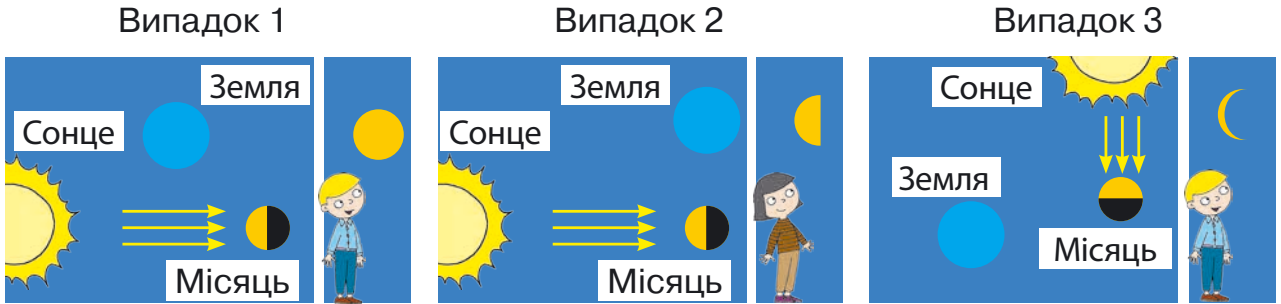 Випадок 1
Земля
Сонце
Місяць
Випадок 2
Земля
Сонце
Місяць
Випадок 3
Сонце
Земля
Місяць